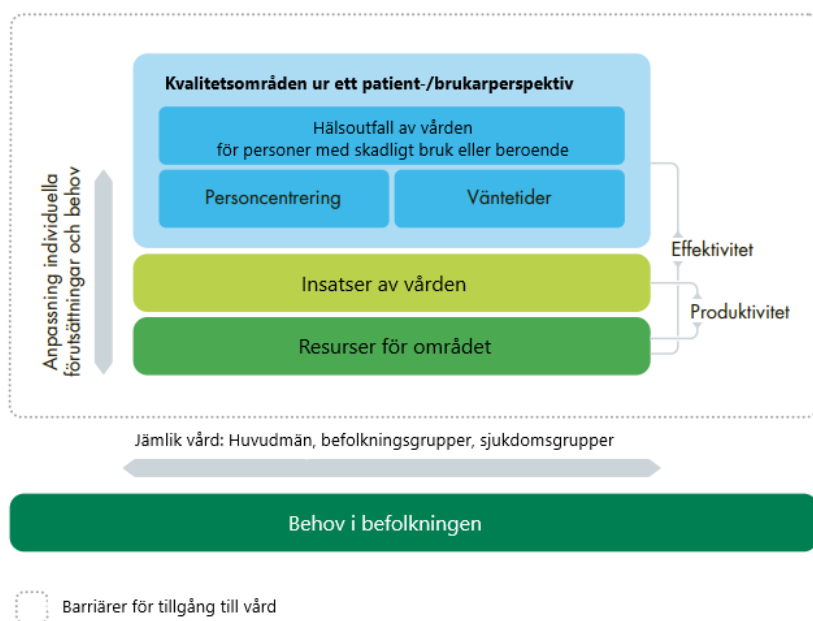 Kvalitetsområden ur ett patient-/brukarperspektiv
Hälsoutfall av vården
för personer med skadligt bruk eller beroende
Personcentrering
Väntetider
Anpassning individuella
förutsättningar och behov
Effektivitet
Insatser av vården
Produktivitet
Resurser för området
Jämlik vård: Huvudmän, befolkningsgrupper, sjukdomsgrupper
Behov i befolkningen
Barriärer för tillgång till vård